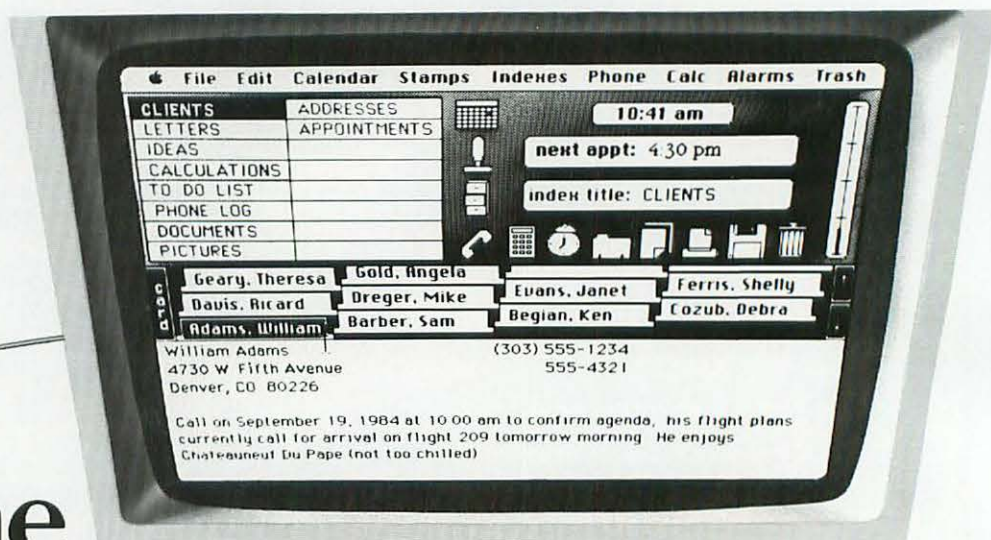 File Edit Calendar Stamps Indexes Phone Calc Alarms Trash
CLIENTS ADDRESSES
LETTERS APPOINTMENTS
IDEAS
CALCULATIONS
TO DO LIST
PHONE LOG
DOCUMENTS
PICTURES
10:41 am
next appt: 4:30 pm
index title: CLIENTS
card
Geary, Theresa Gold, Angela Ferris, Shelly
Davis, Ricard Dreger, Mike Evans, Janet Cozub, Debra
Adams, William Barber, Sam Begian, Ken
William Adams (303) 555-1234
4730 W Fifth Avenue 555-4321
Denver, CO 80226
Call on September 19, 1984 at 10 00 am to confirm agenda, his flight plans
currently call for arrival on flight 209 tomorrow morning He enjoys
Chateauneuf Du Pape (not too chilled)